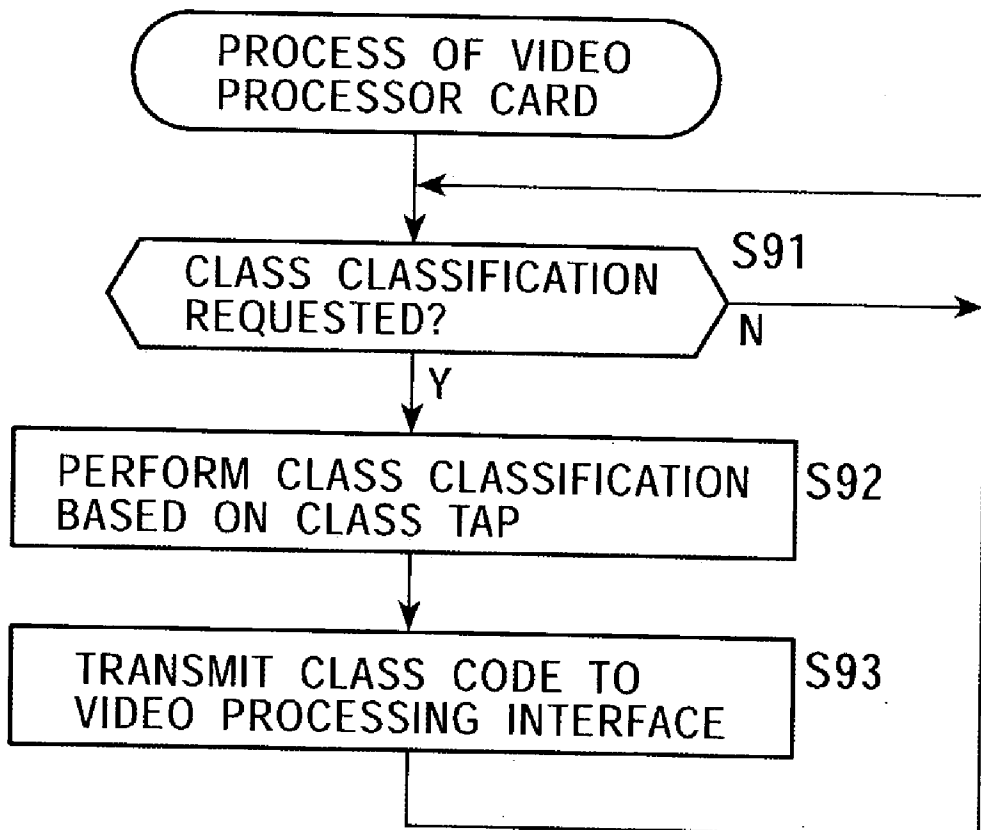 PROCESS OF VIDEO
PROCESSOR CARD
S91
CLASS CLASSIFICATION
REQUESTED?
N
Y
PERFORM CLASS CLASSIFICATION
BASED ON CLASS TAP
S92
TRANSMIT CLASS CODE TO
VIDEO PROCESSING INTERFACE
S93